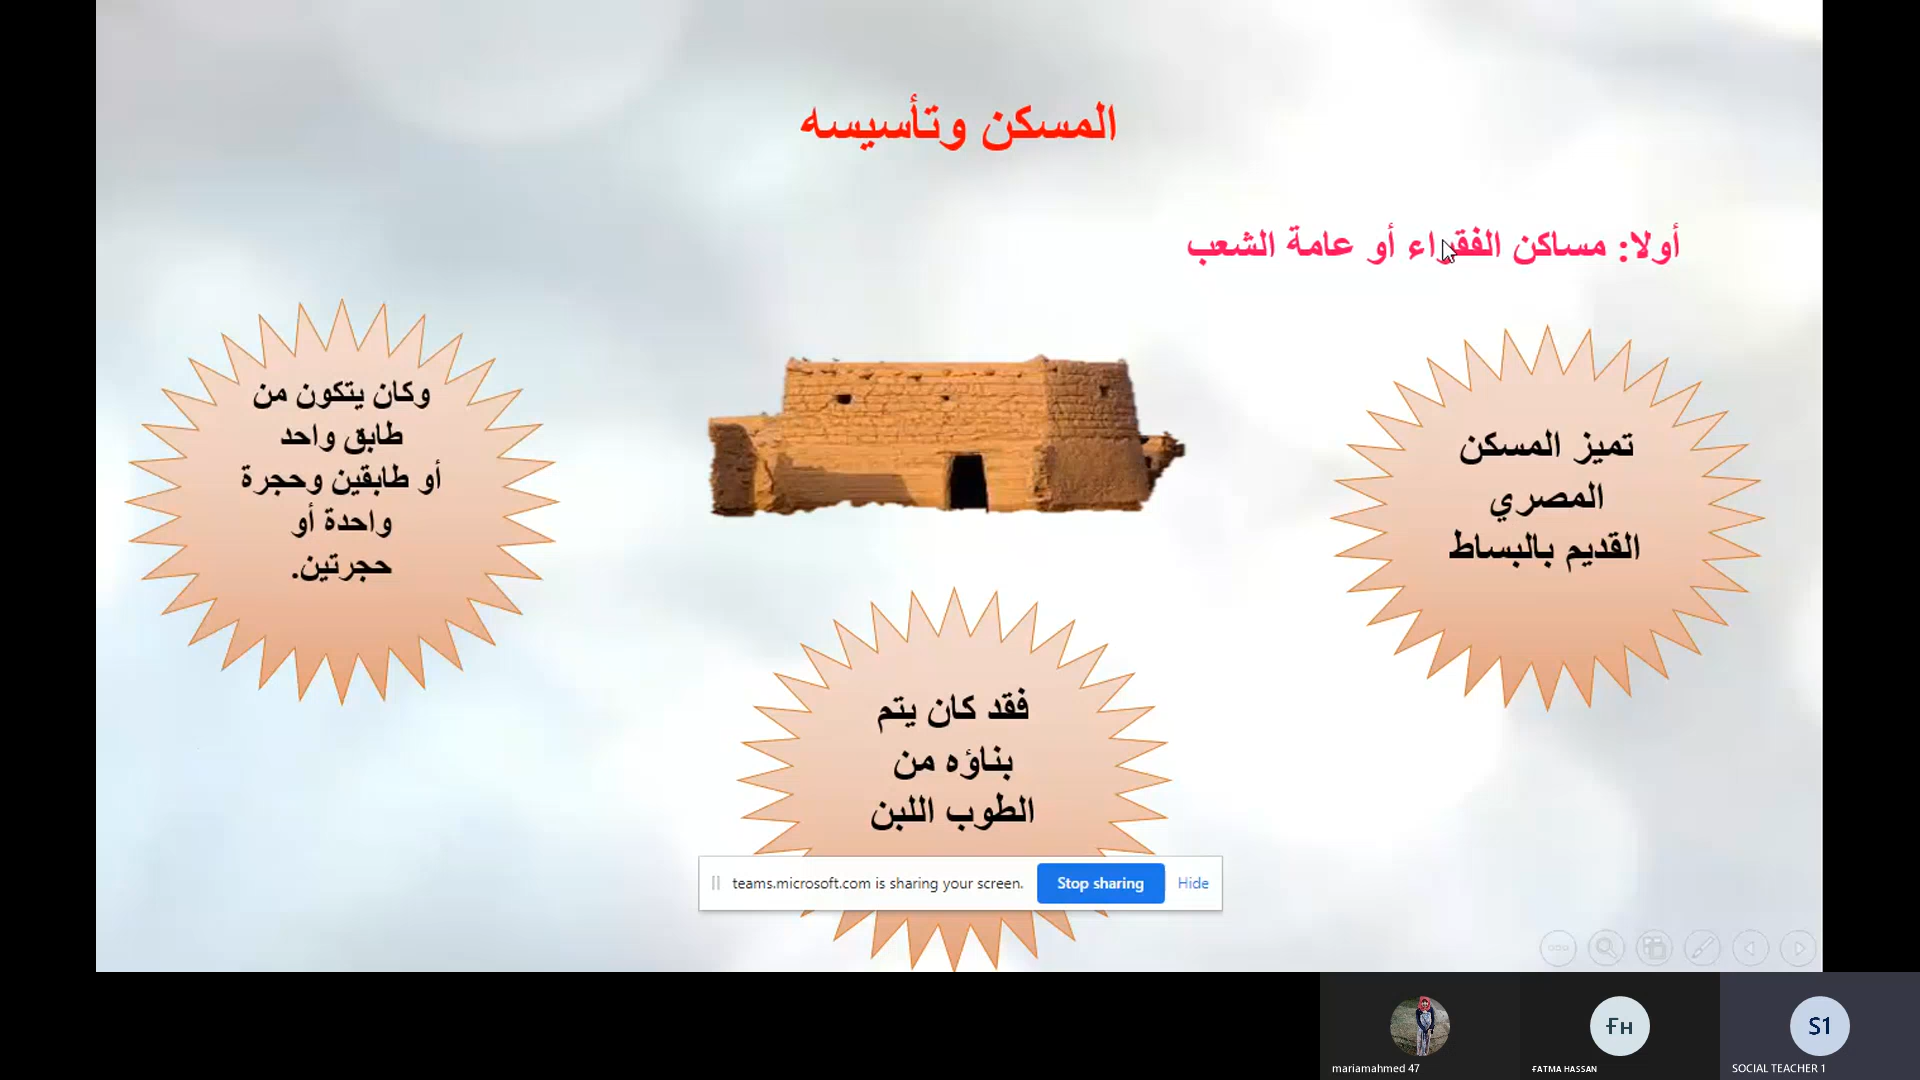 المسكن وتأسيسه
أولا: مساكن الفقراء أو عامة الشعب
تميز المسكن
المصري
القديم بالبساط
وكان يتكون من
طابق واحد
أو طابقين وحجرة
واحدة أو
حجرتين.
فقد كان يتم
بناؤه من
الطوب اللبن
teams.microsoft.com is sharing your screen. Stop sharing Hide
FH
S1
mariamahmed 47
FATMA HASSAN
SOCIAL TEACHER 1